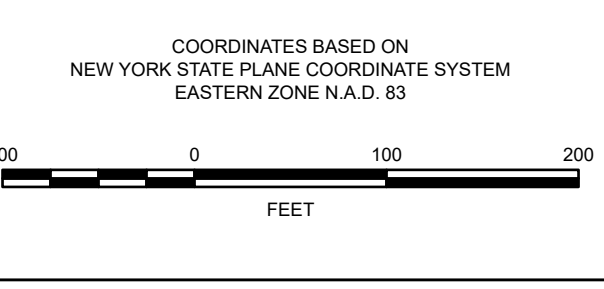 COORDINATES BASED ON
NEW YORK STATE PLANE COORDINATE SYSTEM
EASTERN ZONE N.A.D. 83
00 0 100 200
FEET